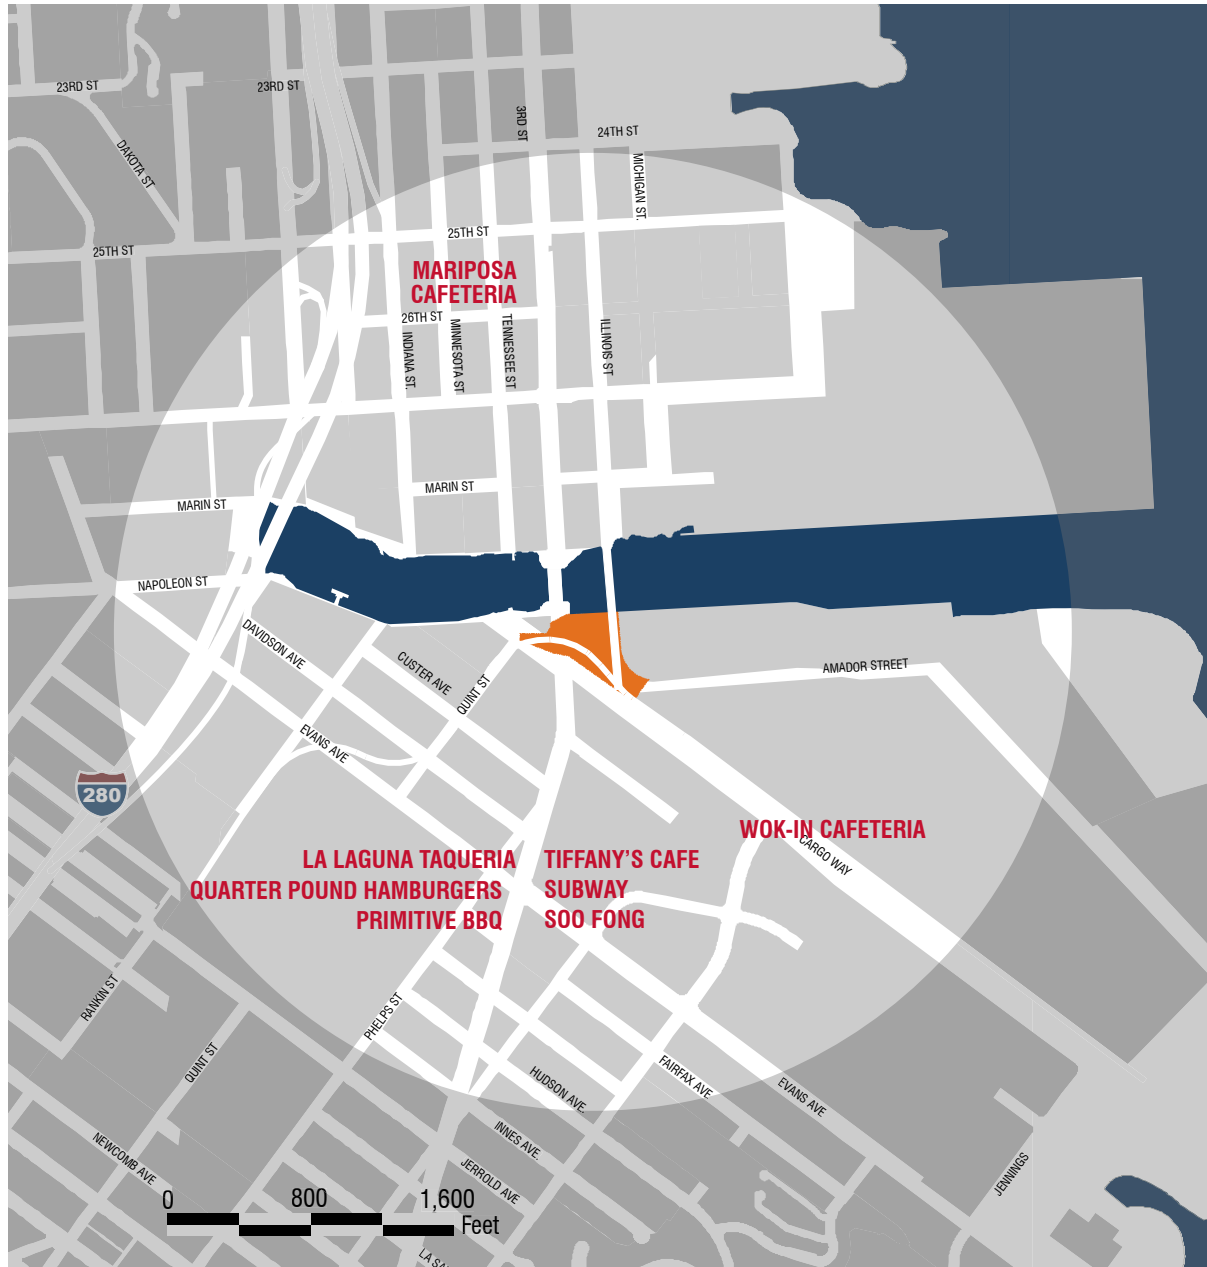 23RD ST
23RD ST
3RD ST
24TH ST
DAKOTA ST
MICHIGAN ST.
25TH ST
25TH ST
MARIPOSA
CAFETERIA
26TH ST
INDIANA ST.
MINNESOTA ST
TENNESSEE ST
ILLINOIS ST
MARIN ST
MARIN ST
NAPOLEON ST
DAVIDSON AVE
CUSTER AVE
QUINT ST
AMADOR STREET
EVANS AVE
280
WOK-IN CAFETERIA
CARGO WAY
LA LAGUNA TAQUERIA
QUARTER POUND HAMBURGERS
PRIMITIVE BBQ
TIFFANY'S CAFE
SUBWAY
SOO FONG
RANKIN ST
PHELPS ST
QUINT ST
HUDSON AVE.
FAIRFAX AVE.
EVANS AVE
INNES AVE.
NEWCOMB AVE
JERROLD AVE
JENNINGS
0 800 1,600
Feet